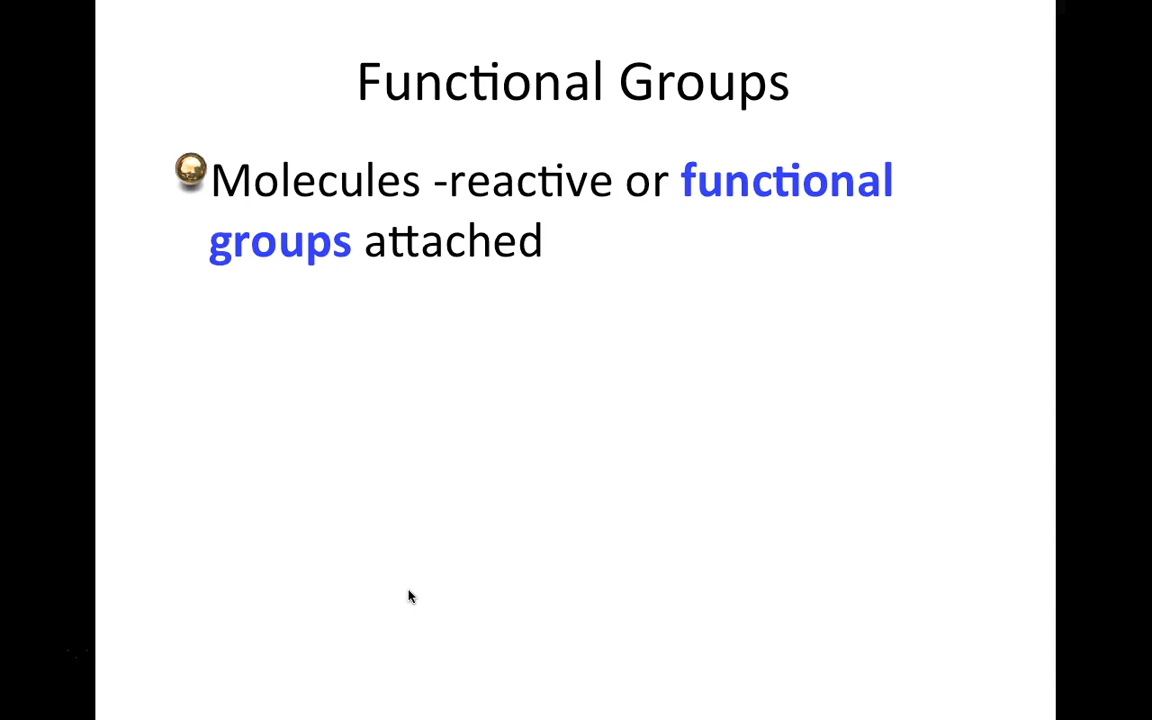 Functional Groups
Molecules -reactive or functional
groups attached